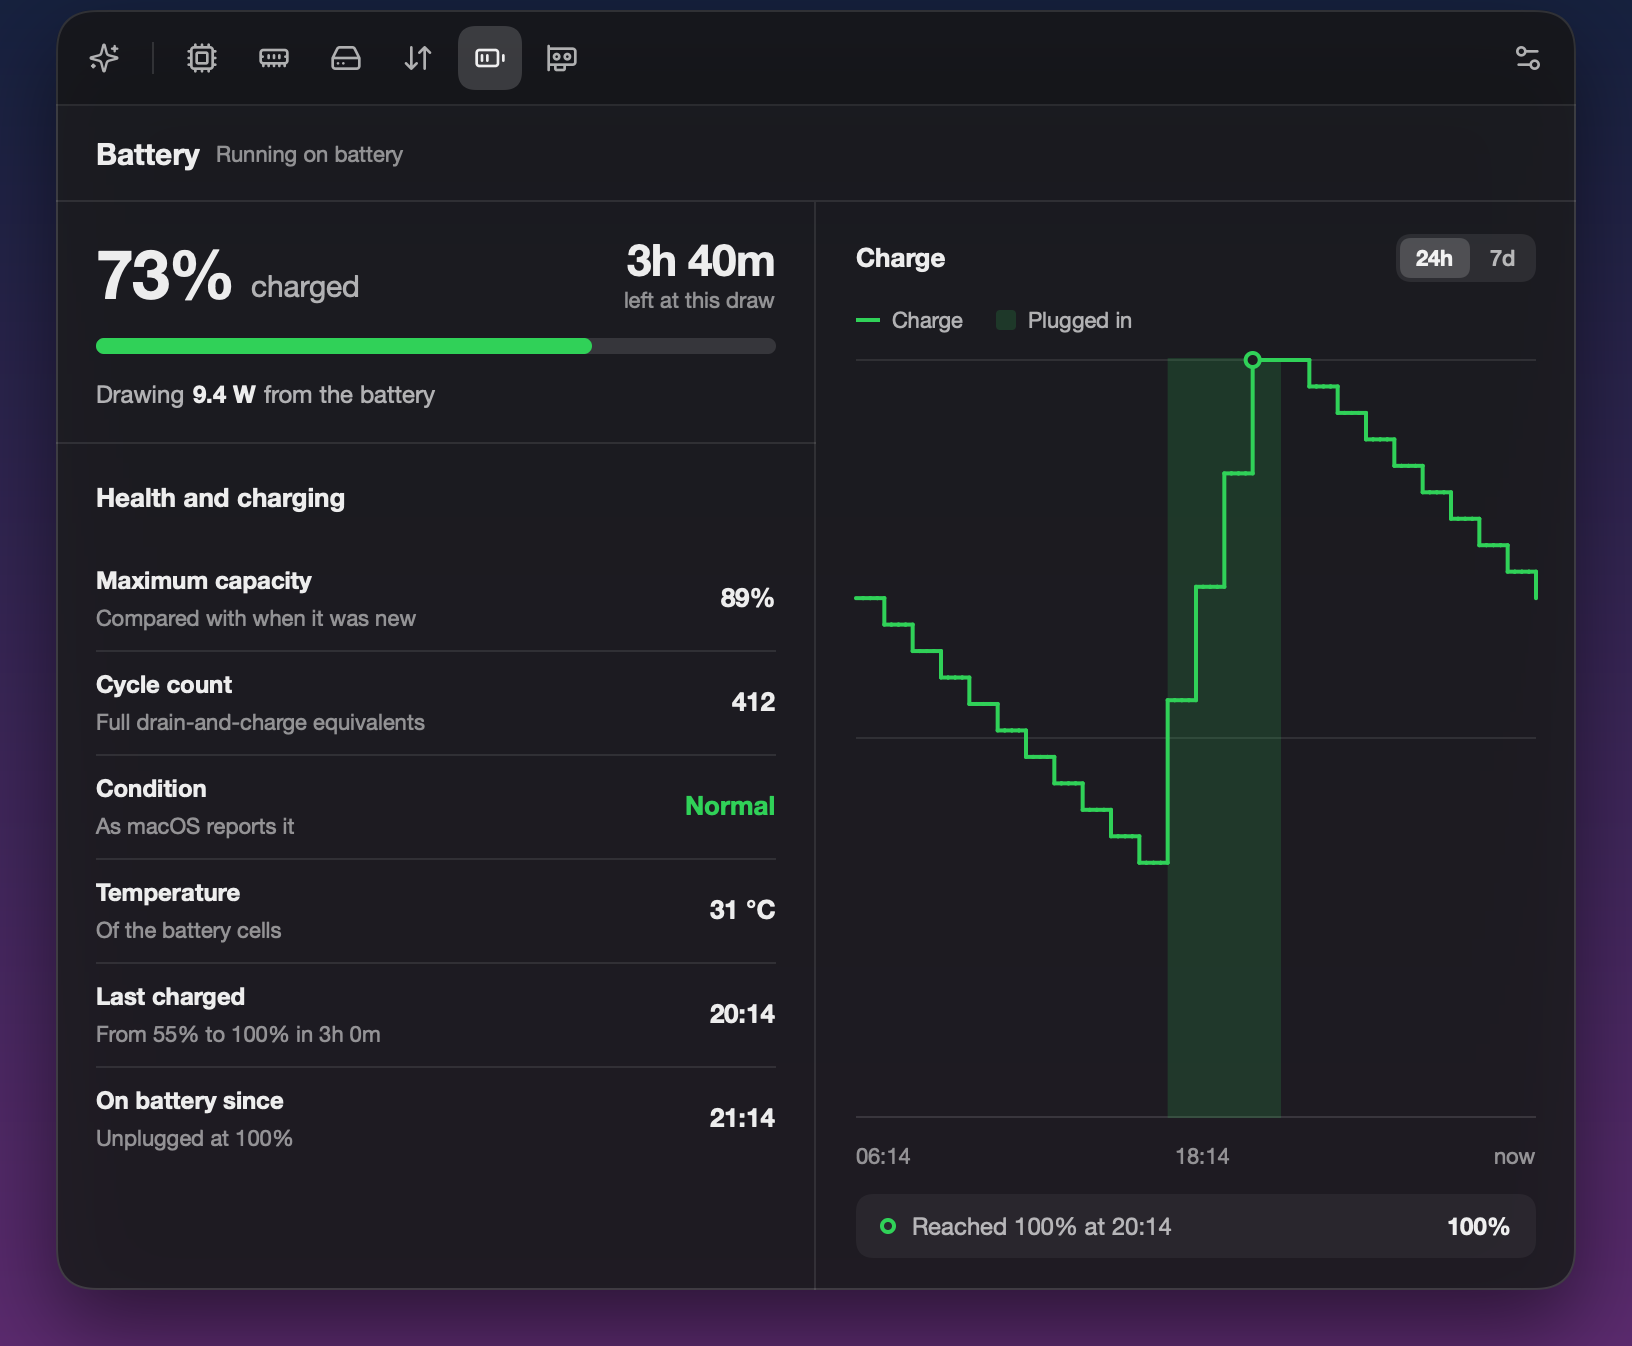 Battery Running on battery
73% charged
3h 40m
left at this draw
Drawing 9.4 W from the battery
Health and charging
Maximum capacity
Compared with when it was new
89%
Cycle count
Full drain-and-charge equivalents
412
Condition
As macOS reports it
Normal
Temperature
Of the battery cells
31 °C
Last charged
From 55% to 100% in 3h 0m
20:14
On battery since
Unplugged at 100%
21:14
Charge
24h 7d
Charge Plugged in
06:14 18:14 now
Reached 100% at 20:14 100%